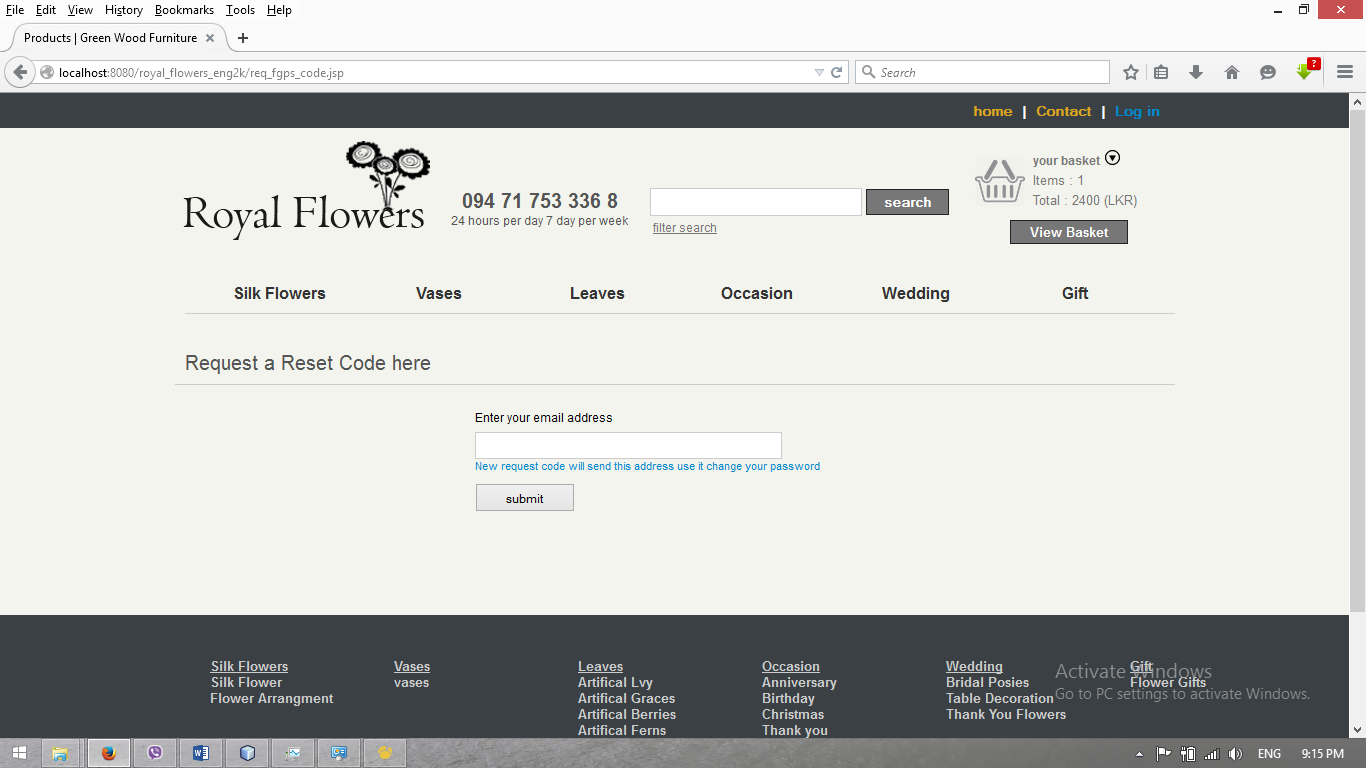 File Edit View History Bookmarks Tools Help
Products | Green Wood Furniture
localhost:8080/royal_flowers_eng2k/req_fgps_code.jsp
Search
?
home | Contact | Log in
Royal Flowers
094 71 753 336 8
24 hours per day 7 day per week
search
filter search
your basket
Items : 1
Total : 2400 (LKR)
View Basket
Silk Flowers Vases Leaves Occasion Wedding Gift
Request a Reset Code here
Enter your email address
New request code will send this address use it change your password
submit
Silk Flowers Vases Leaves Occasion Wedding Gift
Silk Flower vases Artifical Lvy Anniversary Bridal Posies Flower Gifts
Flower Arrangment Artifical Graces Birthday Table Decoration
Artifical Berries Christmas Thank You Flowers
Artifical Ferns Thank you
Activate Windows
Go to PC settings to activate Windows.
ENG 9:15 PM